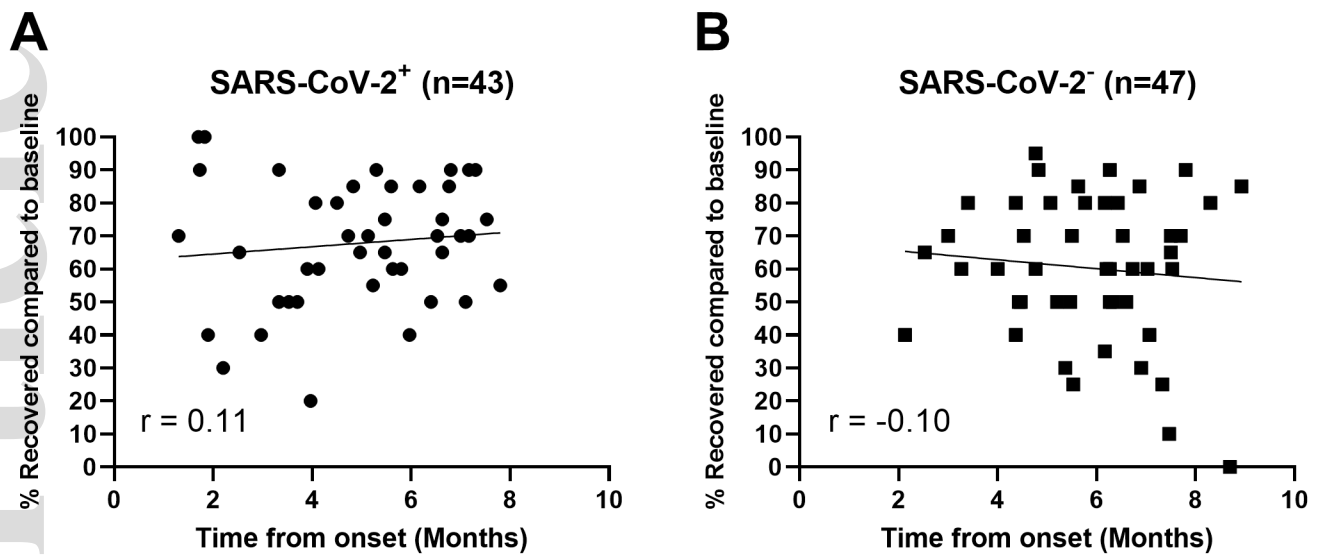 A
SARS-CoV-2⁺ (n=43)
% Recovered compared to baseline
100
90
80
70
60
50
40
30
20
10
0
r = 0.11
0 2 4 6 8 10
Time from onset (Months)
B
SARS-CoV-2⁻ (n=47)
% Recovered compared to baseline
100
90
80
70
60
50
40
30
20
10
0
r = -0.10
0 2 4 6 8 10
Time from onset (Months)